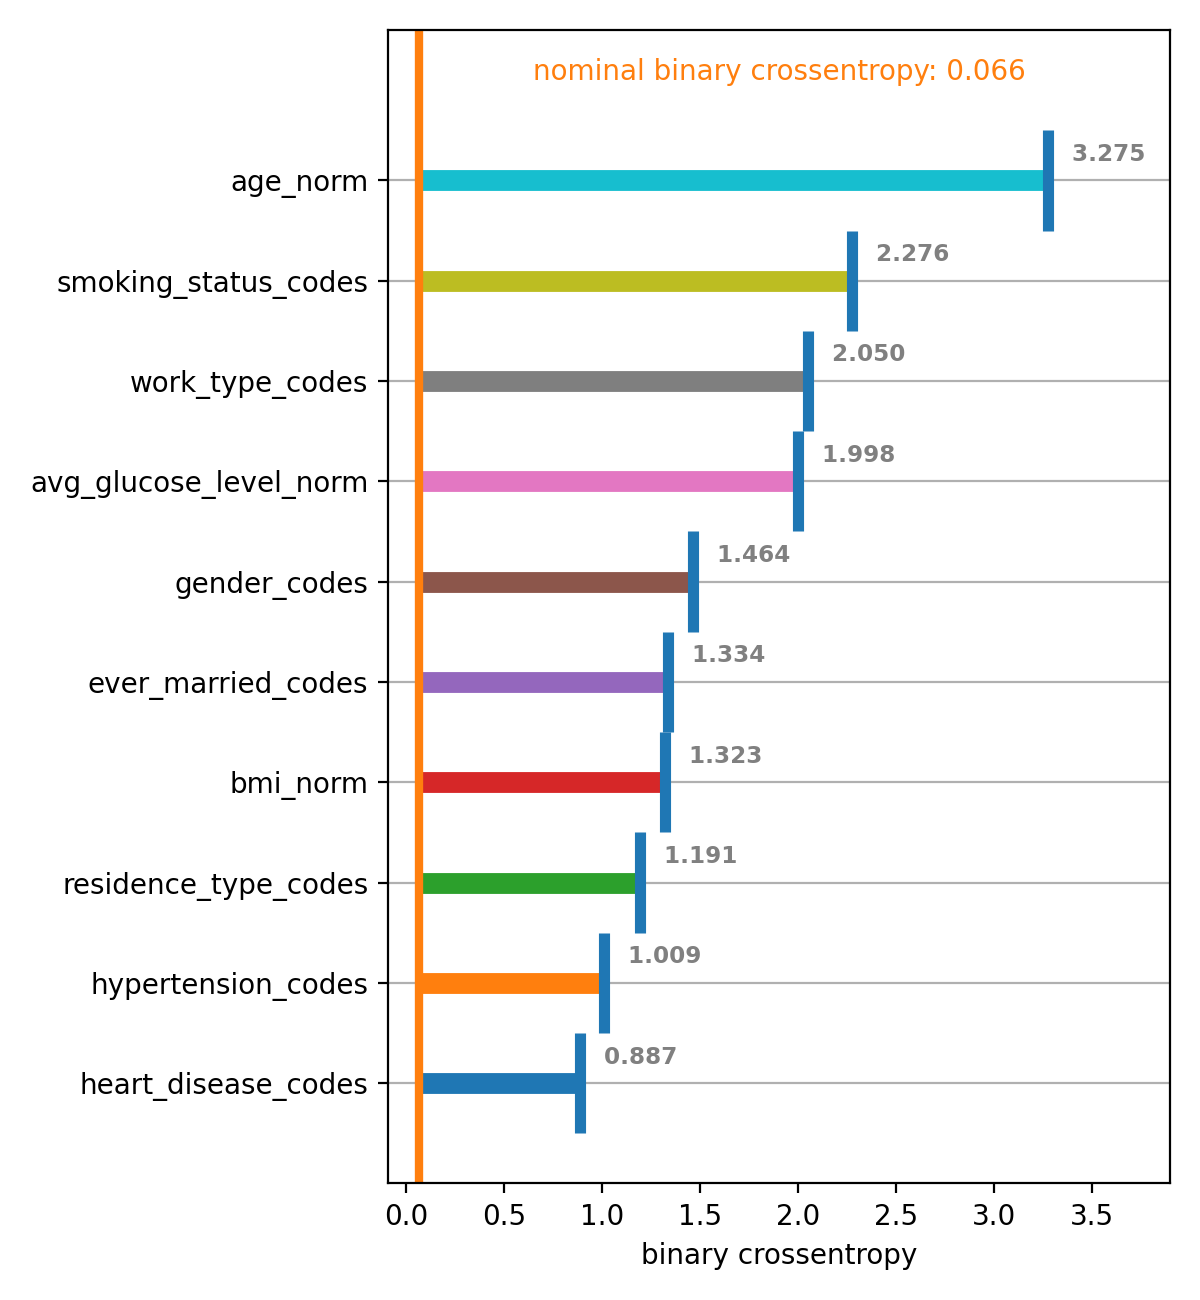 nominal binary crossentropy: 0.066
age_norm 3.275
smoking_status_codes 2.276
work_type_codes 2.050
avg_glucose_level_norm 1.998
gender_codes 1.464
ever_married_codes 1.334
bmi_norm 1.323
residence_type_codes 1.191
hypertension_codes 1.009
heart_disease_codes 0.887
0.0 0.5 1.0 1.5 2.0 2.5 3.0 3.5
binary crossentropy